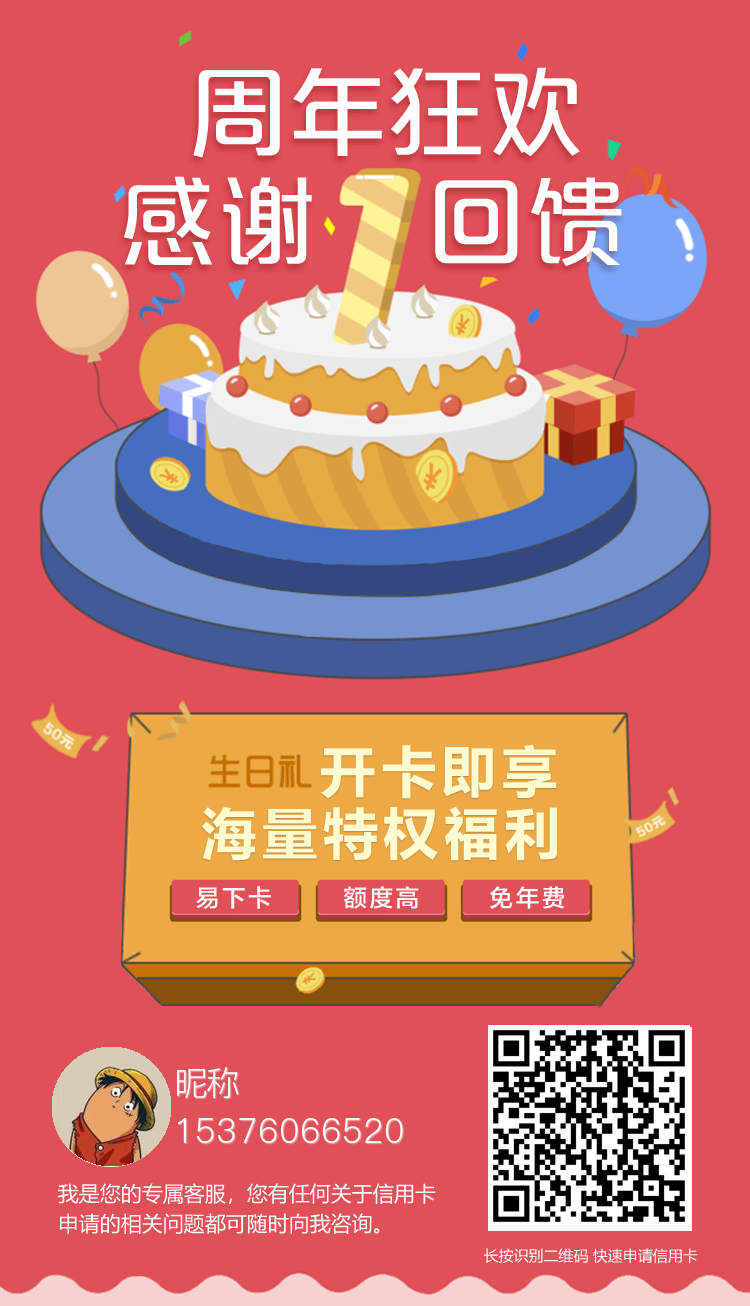 周年狂欢
感谢1回馈
50元
生日礼 开卡即享
海量特权福利
50元
易下卡 额度高 免年费
昵称
15376066520
我是您的专属客服，您有任何关于信用卡
申请的相关问题都可随时向我咨询。
长按识别二维码 快速申请信用卡